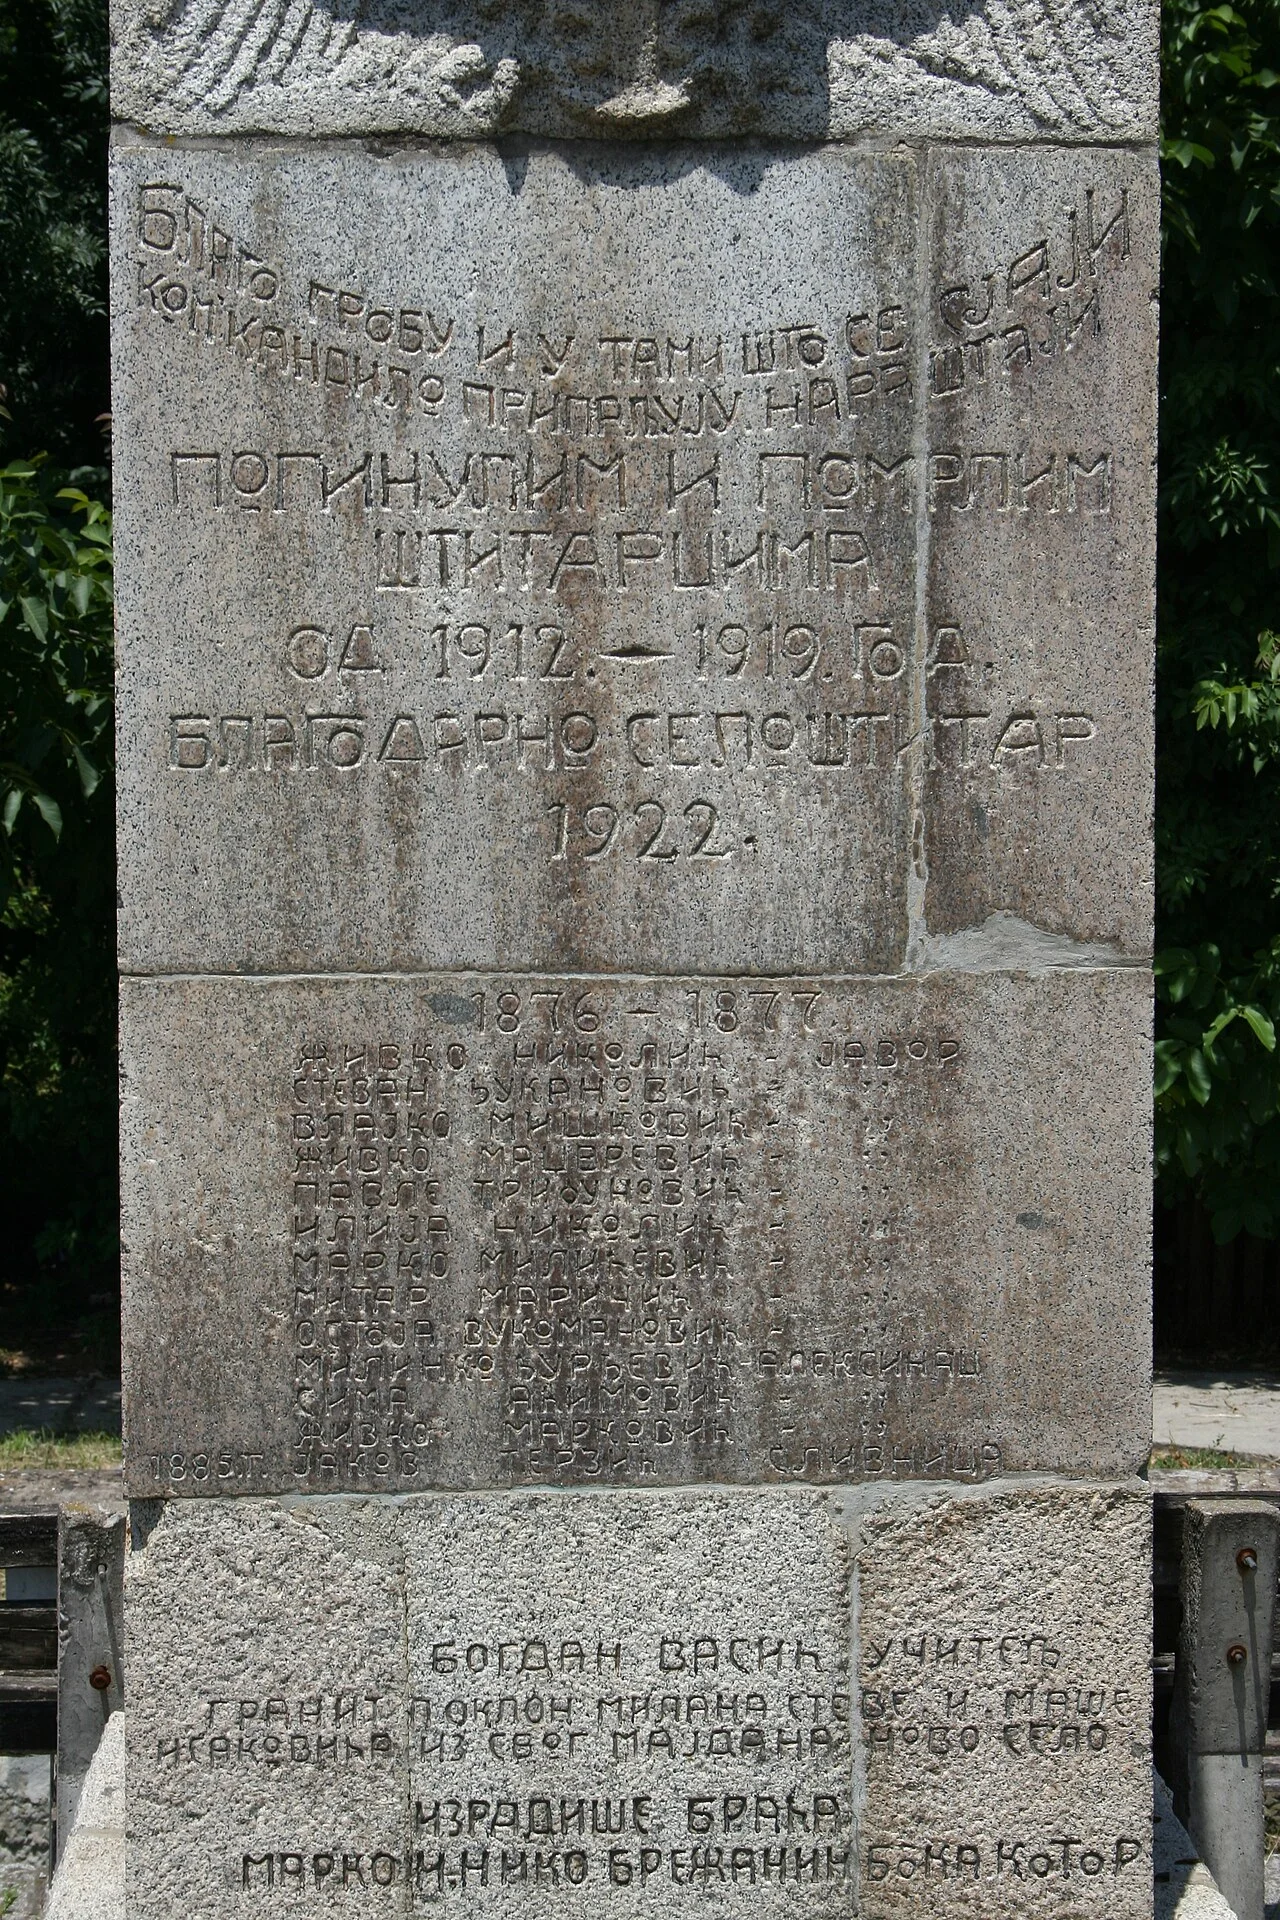 БЛАГО ГРОБУ И У ТАМИ ШТО СЕ СЈАЈИ
КОМ' КАНДИЛО ПРИПАЉУЈУ НАРАШТАЈИ
ПОГИНУЛИМ И ПОМРЛИМ
ШТИТАРЦИМА
ОД 1912. — 1919. ГОД.
БЛАГОДАРНО СЕЛО ШТИТАР
1922.
1876 — 1877
ЖИВКО НИКОЛИЋ - ЈАВОР
СТЕВАН ЂУКАНОВИЋ - "
ВЛАЈКО МИШКОВИЋ - "
ЖИВКО МАЦЕРЕВИЋ - "
ПАВЛЕ ТРИФУНОВИЋ - "
ИЛИЈА НИКОЛИЋ - "
МАРКО МИЛИЋЕВИЋ - "
МИТАР МАРИЧИЋ - "
ОСТОЈА ВУКОМАНОВИЋ - "
МИЛИНКО ЂУРЂЕВИЋ - АЛЕКСИНАЦ
СИМА АЋИМОВИЋ - "
ЖИВКО МАРКОВИЋ - "
1885.Г. ЈАКОВ ТЕРЗИЋ СЛИВНИЦА
БОГДАН ВАСИЋ УЧИТЕЉ
ГРАНИТ ПОКЛОН МИЛАНА СТЕВЕ И МАШЕ
ИСАКОВИЋА ИЗ СВОГ МАЈДАНА НОВО СЕЛО
ИЗРАДИШЕ БРАЋА
МАРКО И НИКО БРЕЖАНИН БОКА КОТОР.